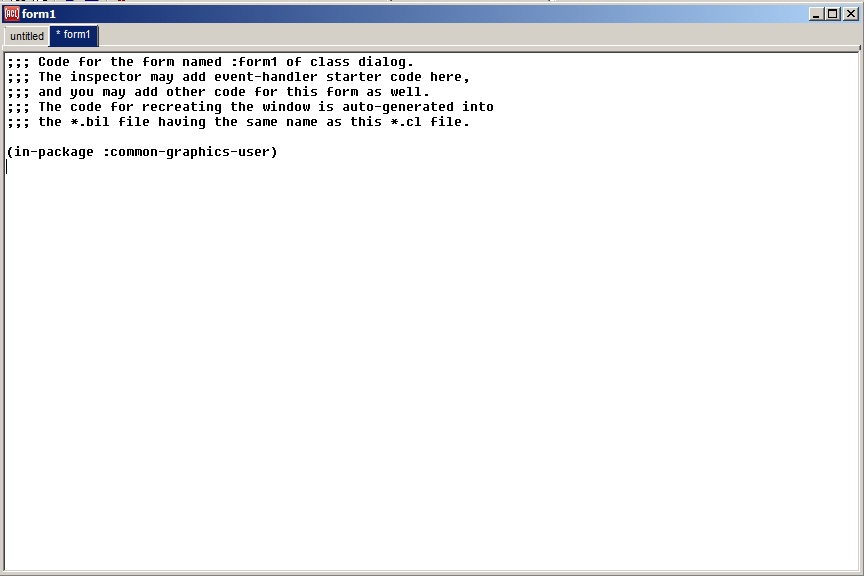 ACL form1
untitled * form1
;;; Code for the form named :form1 of class dialog.
;;; The inspector may add event-handler starter code here,
;;; and you may add other code for this form as well.
;;; The code for recreating the window is auto-generated into
;;; the *.bil file having the same name as this *.cl file.
(in-package :common-graphics-user)